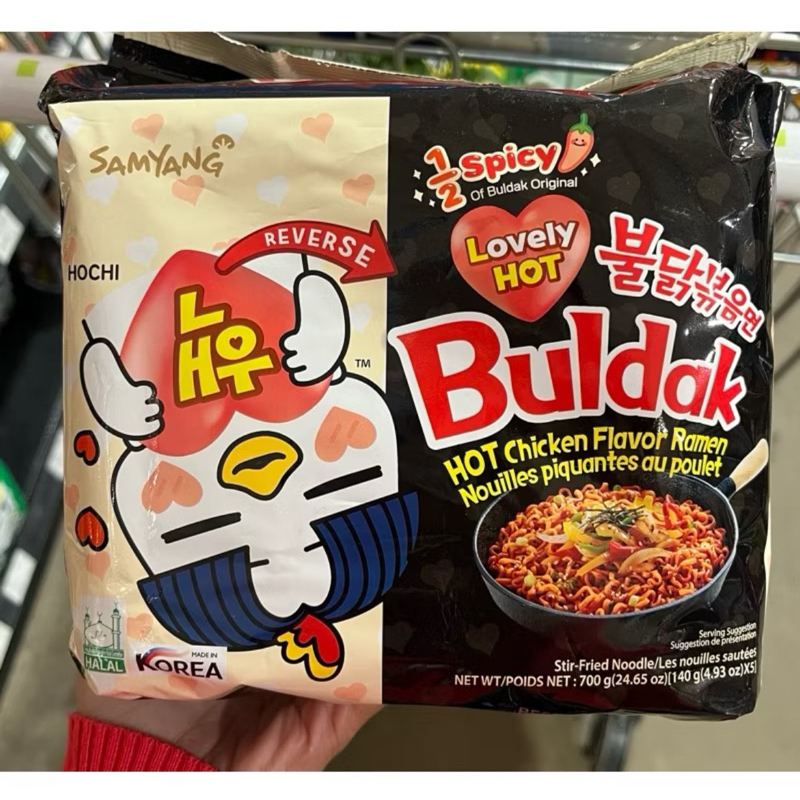 SAMYANG
HOCHI
REVERSE
TM
1/2 Spicy
Of Buldak Original
Lovely
HOT
불닭볶음면
Buldak
HOT Chicken Flavor Ramen
Nouilles piquantes au poulet
HALAL
MADE IN
KOREA
Serving Suggestion
Suggestion de présentation
Stir-Fried Noodle/Les nouilles sautées
NET WT/POIDS NET : 700 g(24.65 oz)[140 g(4.93 oz)X5]